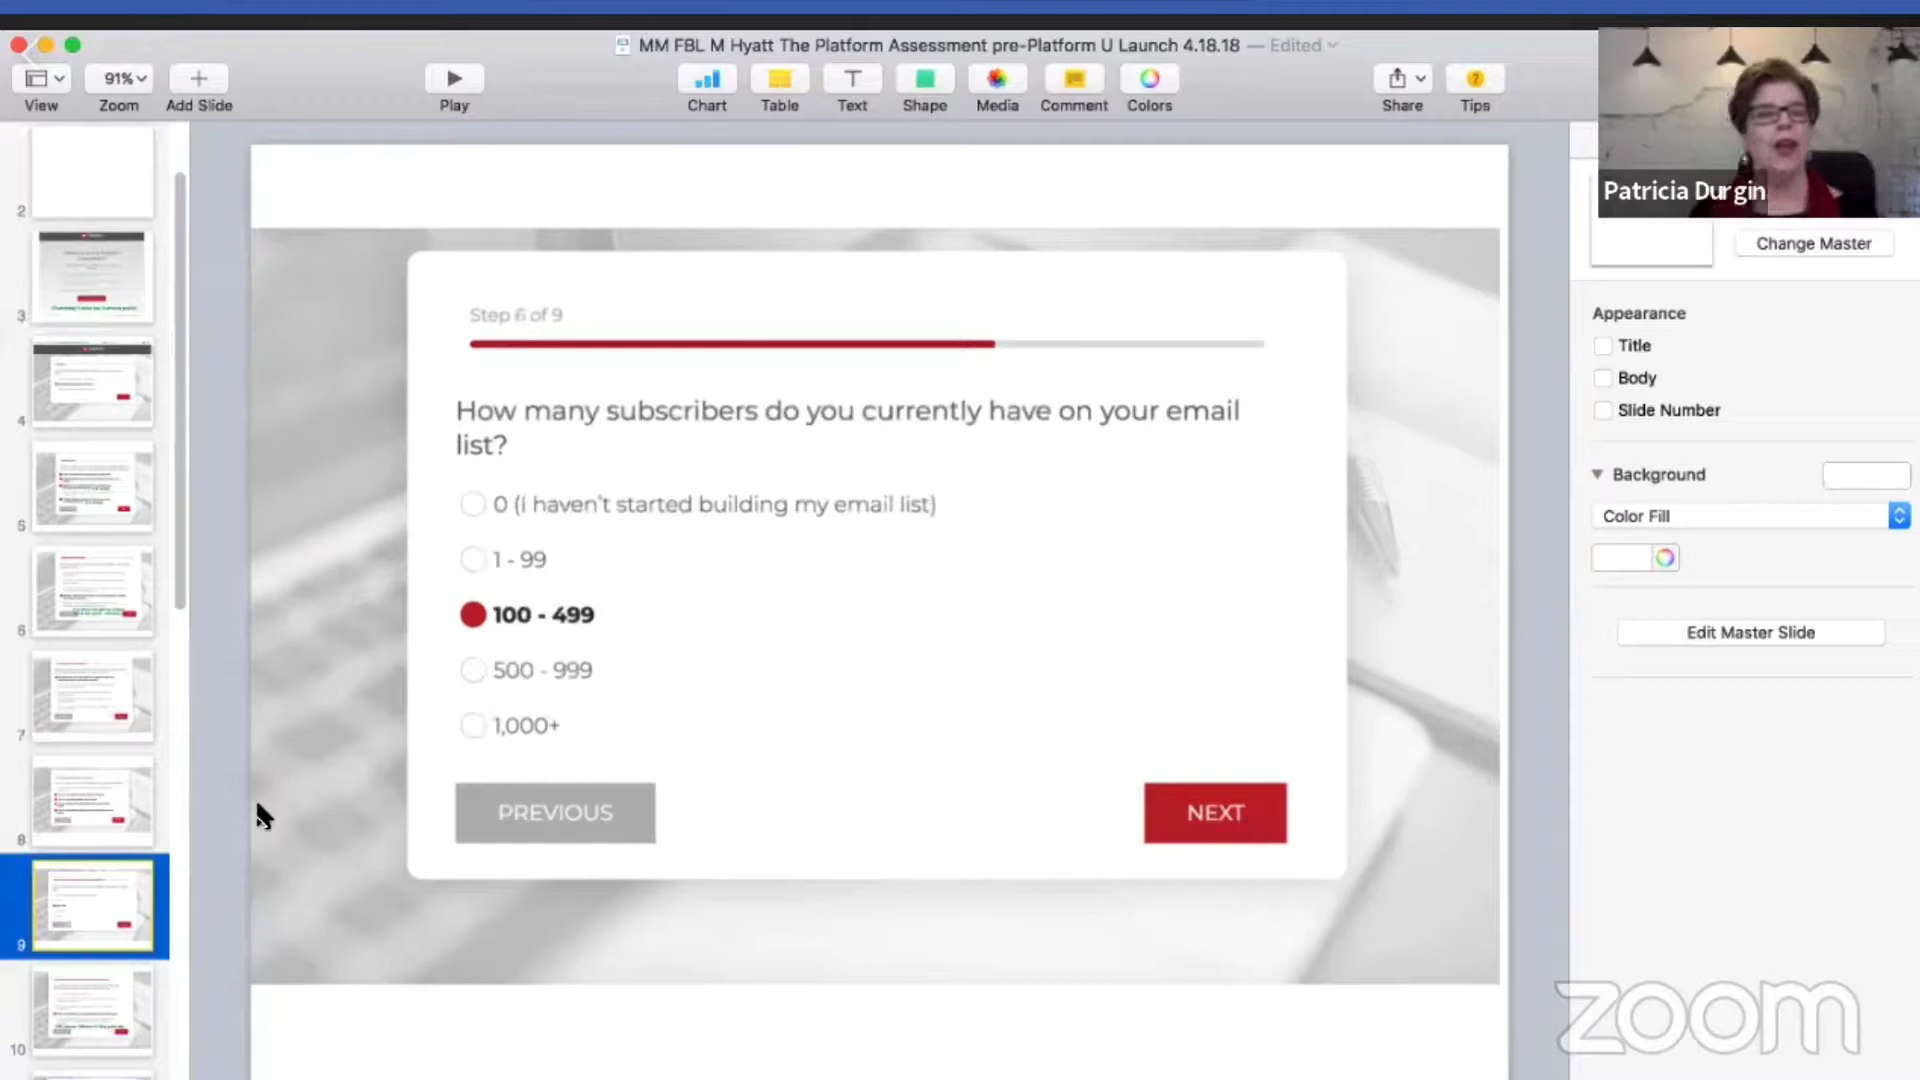 MM FBL M Hyatt The Platform Assessment pre-Platform U Launch 4.18.18 — Edited
91%
View
Zoom
Add Slide
Play
Chart
Table
Text
Shape
Media
Comment
Colors
Share
Tips
Patricia Durgin
Change Master
Appearance
Title
Body
Slide Number
Background
Color Fill
Edit Master Slide
2
3
4
5
6
7
8
9
10
Step 6 of 9
How many subscribers do you currently have on your email
list?
0 (I haven't started building my email list)
1 - 99
100 - 499
500 - 999
1,000+
PREVIOUS
NEXT
zoom